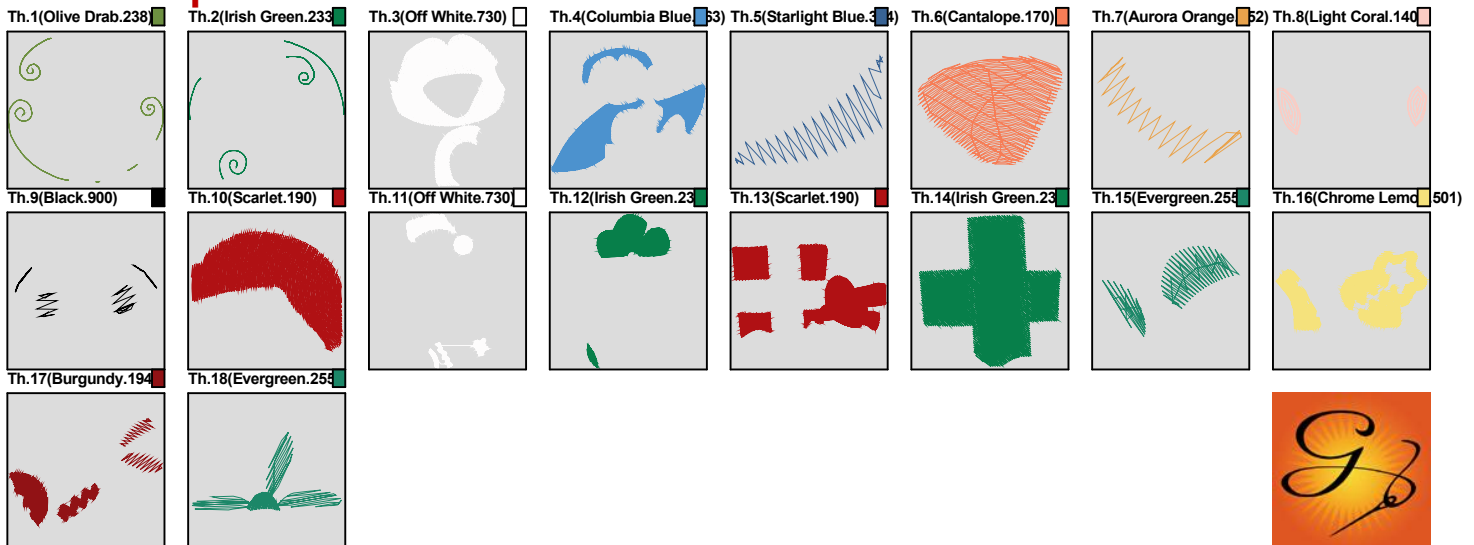 Th.1(Olive Drab.238) Th.2(Irish Green.233 Th.3(Off White.730) Th.4(Columbia Blue. 63) Th.5(Starlight Blue.3 4) Th.6(Cantalope.170) Th.7(Aurora Orange. 52) Th.8(Light Coral.140
Th.9(Black.900) Th.10(Scarlet.190) Th.11(Off White.730) Th.12(Irish Green.23 Th.13(Scarlet.190) Th.14(Irish Green.23 Th.15(Evergreen.255 Th.16(Chrome Lemo 501)
Th.17(Burgundy.194 Th.18(Evergreen.255